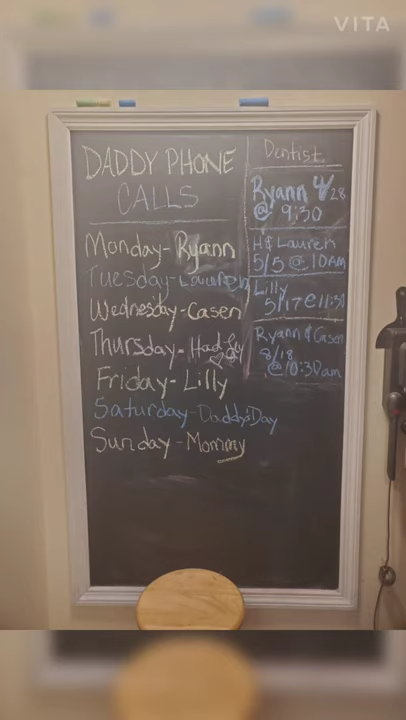 VITA
DADDY PHONE
CALLS
Monday - Ryann
Tuesday - Lauren
Wednesday - Casen
Thursday - Hadley
Friday - Lilly
Saturday - Daddy's Day
Sunday - Mommy
Dentist
Ryann 4/28
@ 9:30
H & Lauren
5/5 @ 10AM
Lilly
5/17 @ 11:30
Ryann & Casen
8/18
@ 10:30am